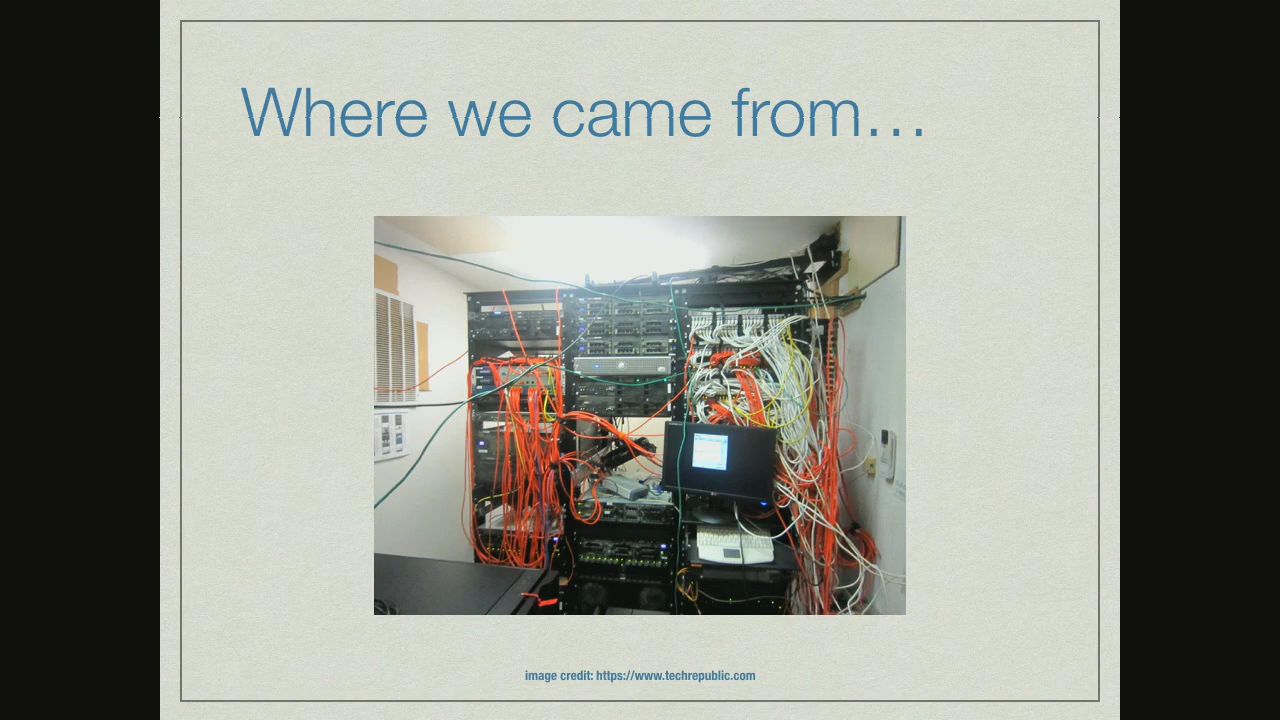 Where we came from…
image credit: https://www.techrepublic.com